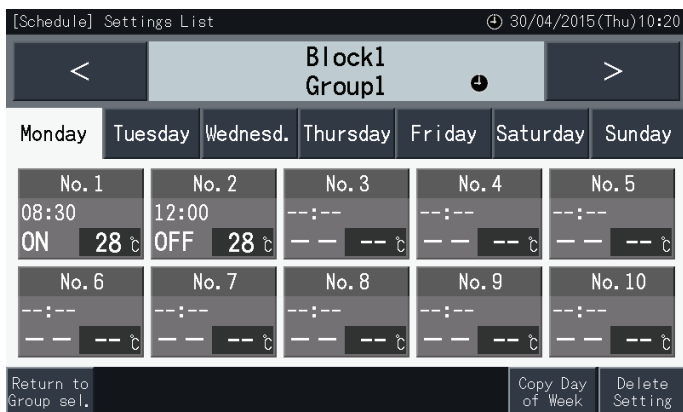 [Schedule] Settings List 30/04/2015(Thu)10:20
< Block1 >
Group1
Monday Tuesday Wednesd. Thursday Friday Saturday Sunday
No.1 No.2 No.3 No.4 No.5
08:30 12:00 --:-- --:-- --:--
ON 28℃ OFF 28℃ -- --℃ -- --℃ -- --℃
No.6 No.7 No.8 No.9 No.10
--:-- --:-- --:-- --:-- --:--
-- --℃ -- --℃ -- --℃ -- --℃ -- --℃
Return to Copy Day Delete
Group sel. of Week Setting